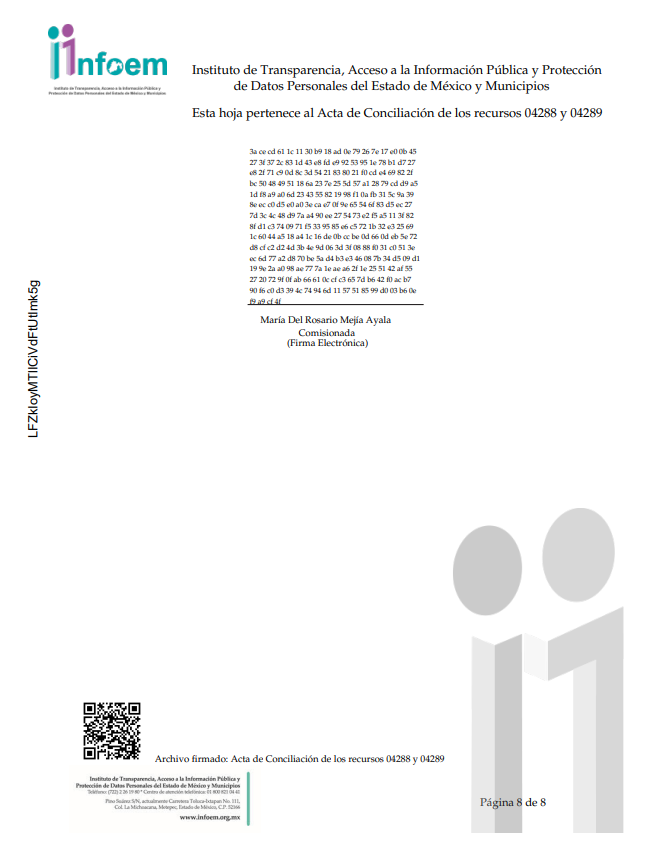 infoem
Instituto de Transparencia, Acceso a la Información Pública y
Protección de Datos Personales del Estado de México y Municipios
Instituto de Transparencia, Acceso a la Información Pública y Protección
de Datos Personales del Estado de México y Municipios
Esta hoja pertenece al Acta de Conciliación de los recursos 04288 y 04289
3a ce cd 61 1c 11 30 b9 18 ad 0e 79 26 7e 17 e0 0b 45
27 3f 37 2c 83 1d 43 e8 fd e9 92 53 95 1e 78 b1 d7 27
e8 2f 71 c9 0d 8c 3d 54 21 83 80 21 f0 cd e4 69 82 2f
bc 50 48 49 51 18 6a 23 7e 25 5d 57 a1 28 79 cd d9 a5
1d f8 a9 a0 6d 23 43 55 82 19 98 f1 0a fb 31 5c 9a 39
8e ec c0 d5 e0 a0 3e ca e7 0f 9e 65 54 6f 83 d5 ec 27
7d 3c 4c 48 d9 7a a4 90 ee 27 54 73 e2 f5 a5 11 3f 82
8f d1 c3 74 09 71 f5 33 95 85 e6 c5 72 1b 32 e3 25 69
1c 60 44 a5 18 a4 1c 16 de 0b cc be 0d 66 0d eb 5e 72
d8 cf c2 d2 4d 3b 4e 9d 06 3d 3f 08 88 f0 31 c0 51 3e
ec 6d 77 a2 d8 70 be 5a d4 b3 e3 46 08 7b 34 d5 09 d1
19 9e 2a a0 98 ae 77 7a 1e ae a6 2f 1e 25 51 42 af 55
27 20 72 9f 0f ab 66 61 0c cf c3 65 7d b6 42 f0 ac b7
90 f6 c0 d3 39 4c 74 94 6d 11 57 51 85 99 d0 03 b6 0e
f9 a9 cf 4f
María Del Rosario Mejía Ayala
Comisionada
(Firma Electrónica)
LFZkIoyMTIlCiVdFtUtImk5g
Archivo firmado: Acta de Conciliación de los recursos 04288 y 04289
Instituto de Transparencia, Acceso a la Información Pública y
Protección de Datos Personales del Estado de México y Municipios
Teléfono: (722) 2 26 19 80 * Centro de atención telefónica: 01 800 821 04 41
Pino Suárez S/N, actualmente Carretera Toluca-Ixtapan No. 111,
Col. La Michoacana, Metepec, Estado de México, C.P. 52166
www.infoem.org.mx
Página 8 de 8